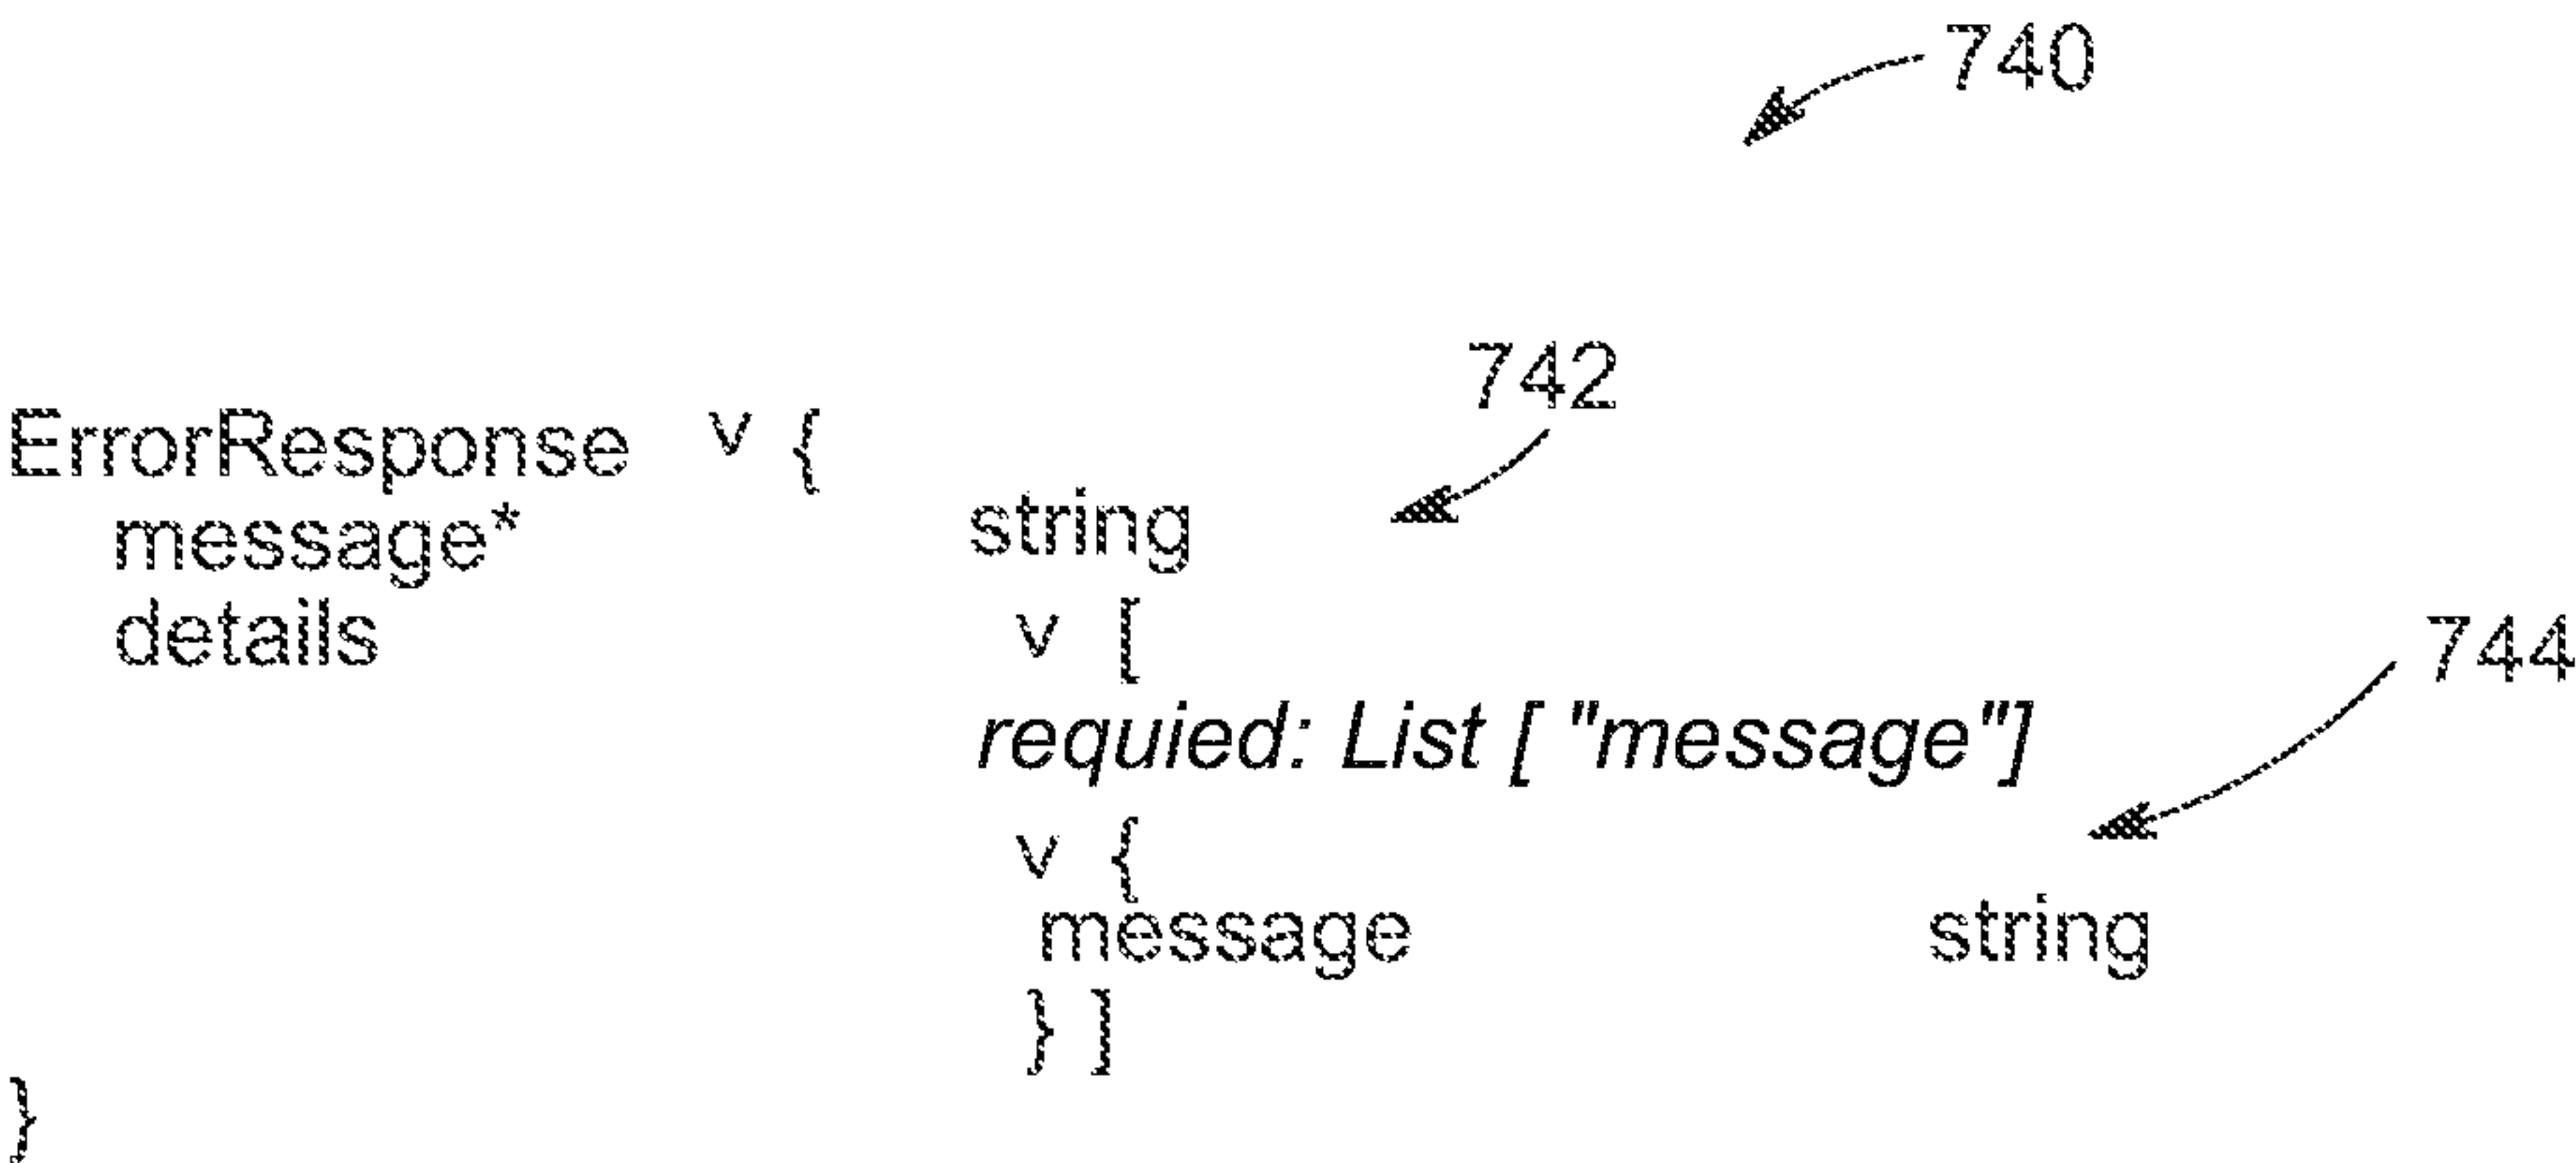 740
742
ErrorResponse v {
message* string
details v [
744
requied: List [ "message"]
v {
message string
} ]
}